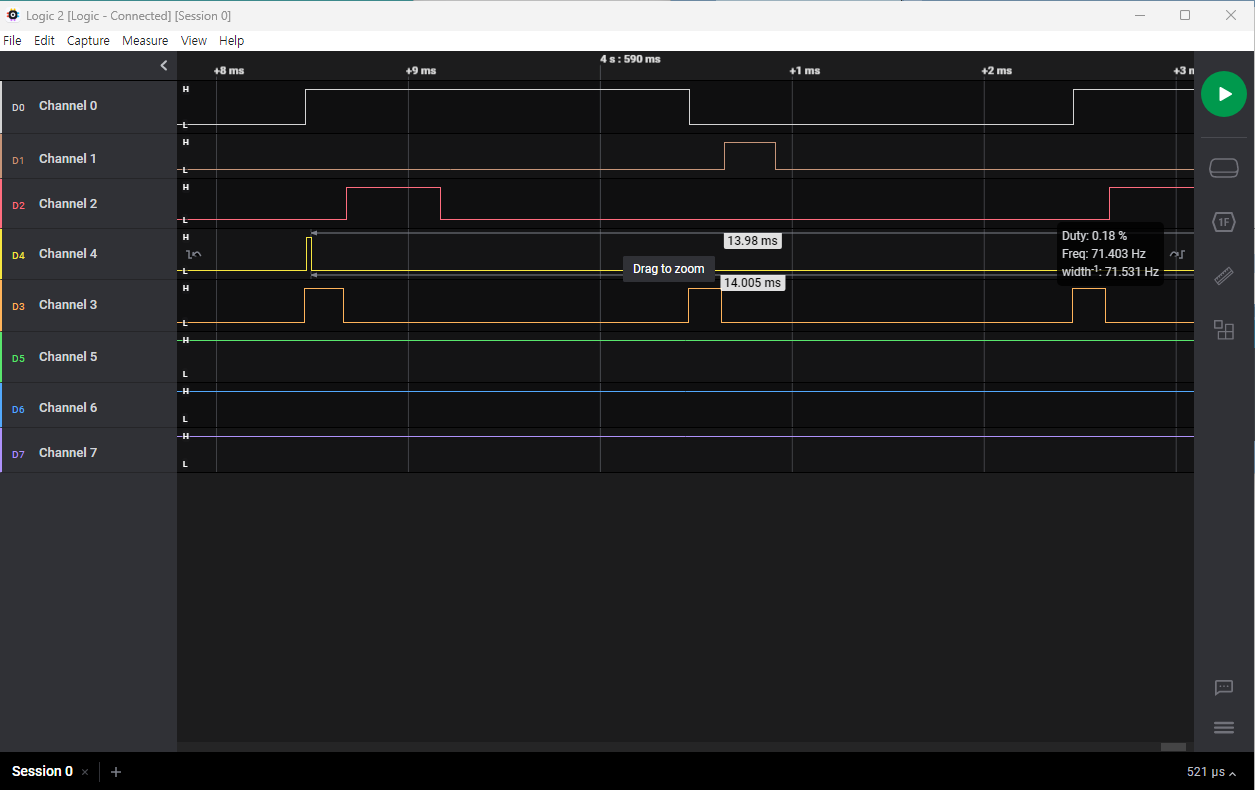 Logic 2 [Logic - Connected] [Session 0]
File Edit Capture Measure View Help
4 s : 590 ms
+8 ms +9 ms +1 ms +2 ms +3 m
D0 Channel 0 H L
D1 Channel 1 H L
D2 Channel 2 H L
D4 Channel 4 H L
13.98 ms
Drag to zoom
14.005 ms
Duty: 0.18 %
Freq: 71.403 Hz
width⁻¹: 71.531 Hz
D3 Channel 3 H L
D5 Channel 5 H L
D6 Channel 6 H L
D7 Channel 7 H L
1F
Session 0 × +
521 µs